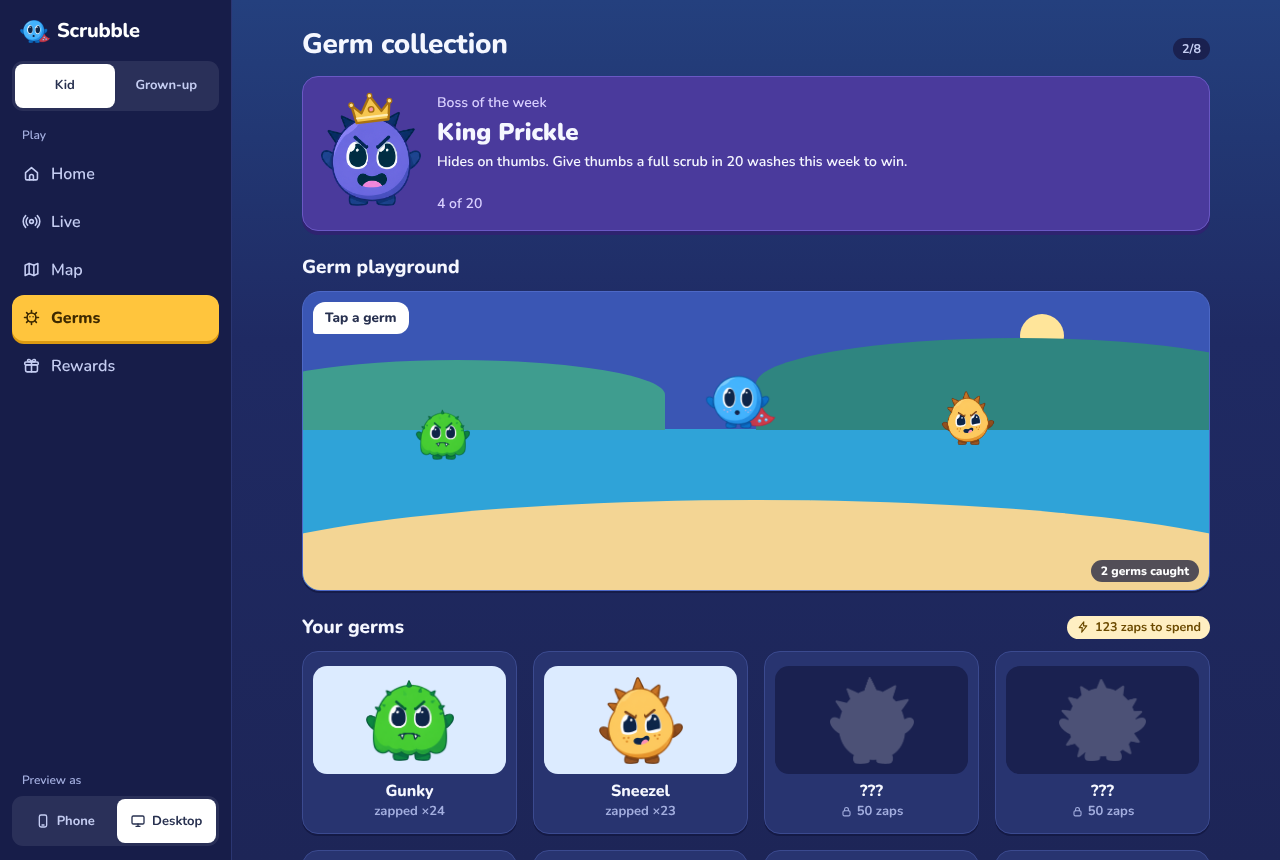 Scrubble
Kid
Grown-up
Play
Home
Live
Map
Germs
Rewards
Preview as
Phone
Desktop
Germ collection
2/8
Boss of the week
King Prickle
Hides on thumbs. Give thumbs a full scrub in 20 washes this week to win.
4 of 20
Germ playground
Tap a germ
2 germs caught
Your germs
123 zaps to spend
Gunky
zapped ×24
Sneezel
zapped ×23
???
50 zaps
???
50 zaps